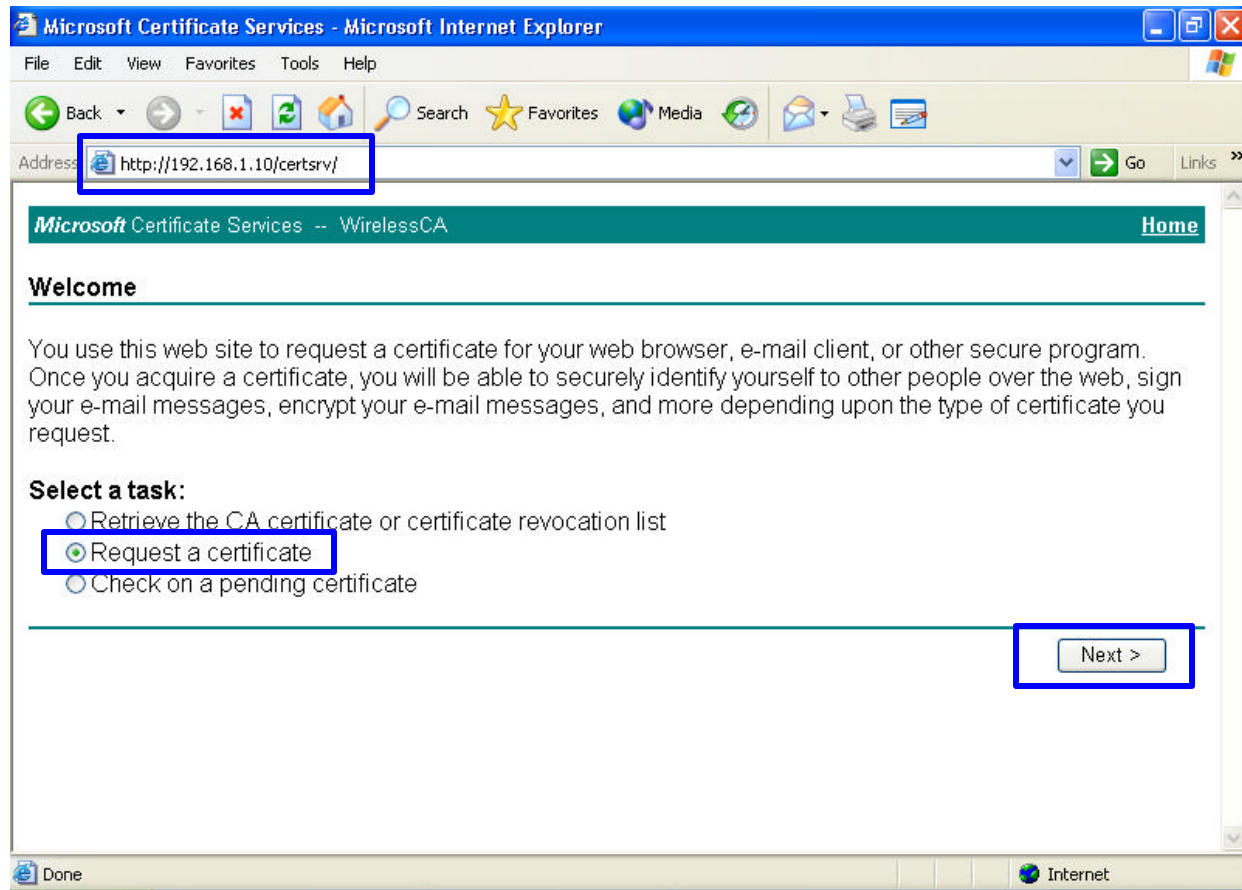 Microsoft Certificate Services - Microsoft Internet Explorer
File Edit View Favorites Tools Help
Back Search Favorites Media
Address http://192.168.1.10/certsrv/ Go Links »
Microsoft Certificate Services -- WirelessCA Home
Welcome
You use this web site to request a certificate for your web browser, e-mail client, or other secure program.
Once you acquire a certificate, you will be able to securely identify yourself to other people over the web, sign
your e-mail messages, encrypt your e-mail messages, and more depending upon the type of certificate you
request.
Select a task:
Retrieve the CA certificate or certificate revocation list
Request a certificate
Check on a pending certificate
Next >
Done Internet